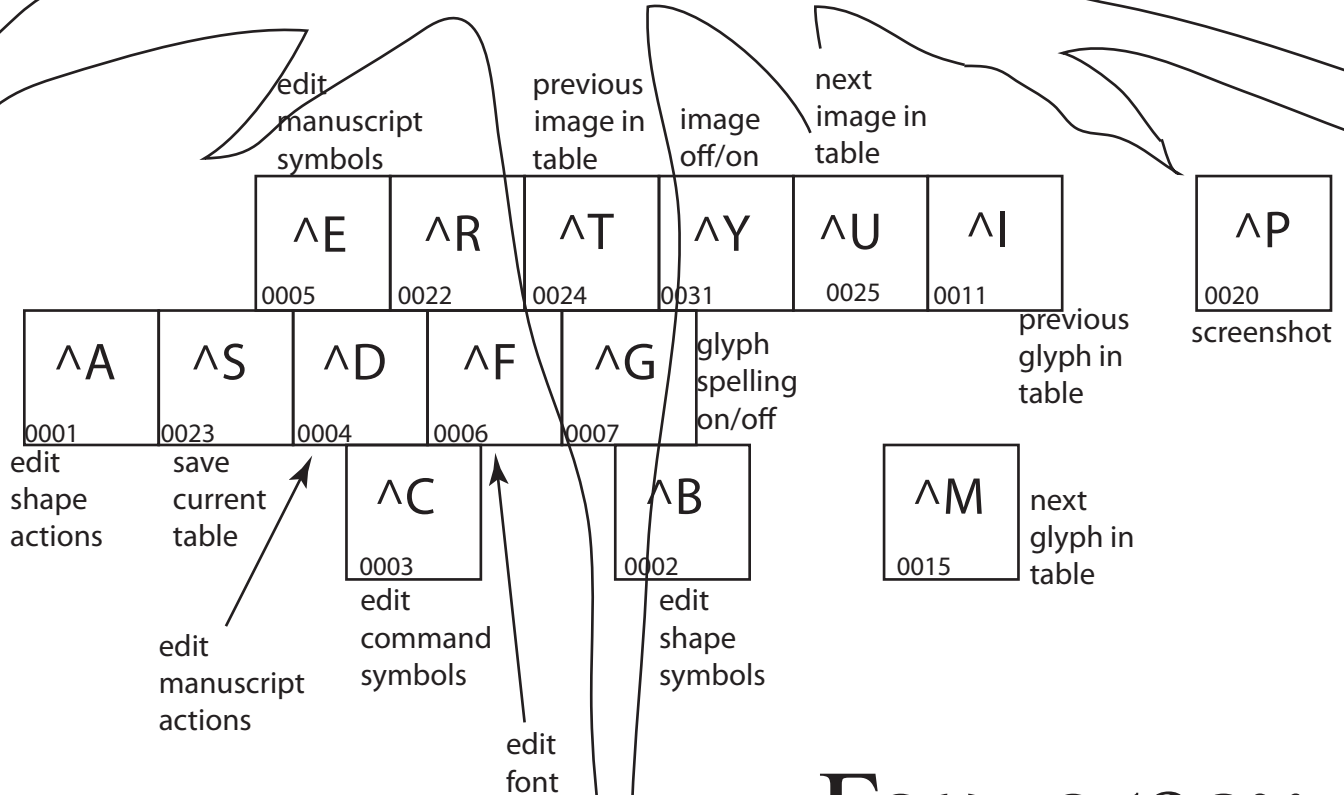 edit
manuscript
symbols
previous
image in
table
image
off/on
next
image in
table
^E
0005
^R
0022
^T
0024
^Y
0031
^U
0025
^I
0011
^P
0020
previous
glyph in
table
screenshot
^A
0001
^S
0023
^D
0004
^F
0006
^G
0007
glyph
spelling
on/off
edit
shape
actions
save
current
table
^C
0003
^B
0002
^M
0015
next
glyph in
table
edit
manuscript
actions
edit
command
symbols
edit
shape
symbols
edit
font